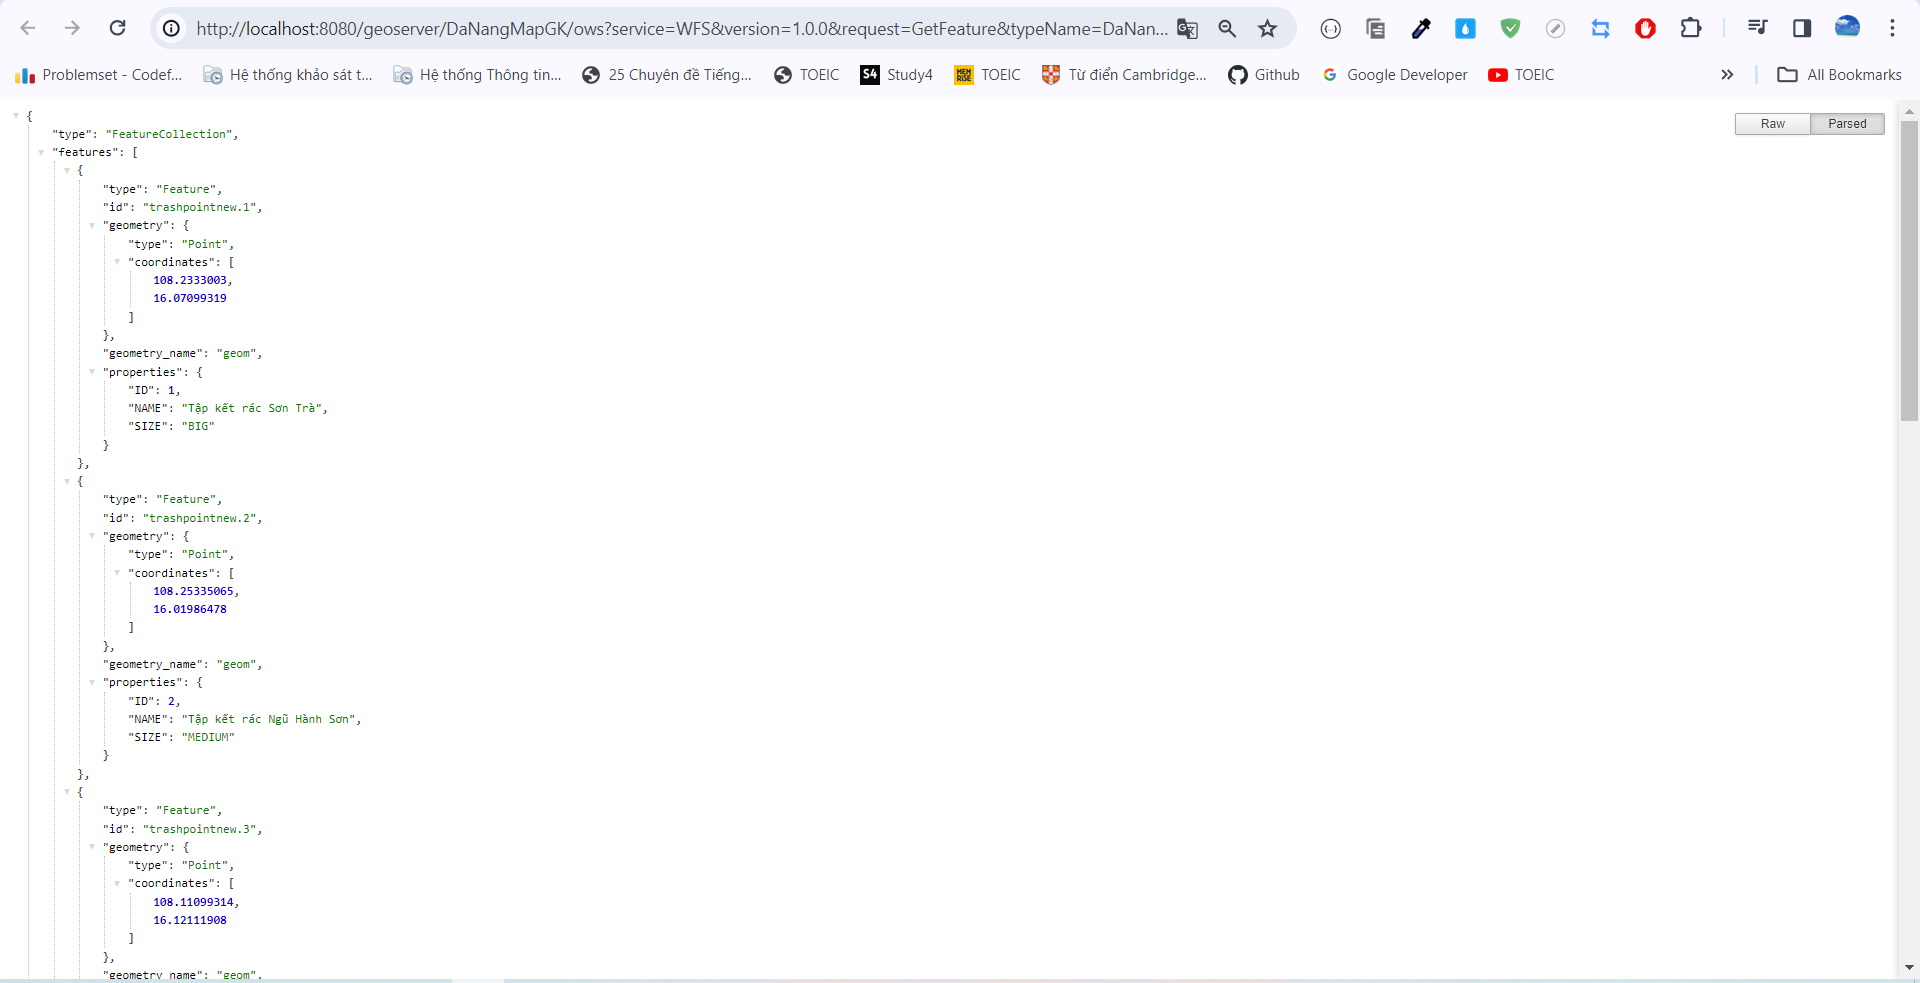 http://localhost:8080/geoserver/DaNangMapGK/ows?service=WFS&version=1.0.0&request=GetFeature&typeName=DaNan...
Problemset - Codef...
Hệ thống khảo sát t...
Hệ thống Thông tin...
25 Chuyên đề Tiếng...
TOEIC
S4 Study4
MEM RISE TOEIC
Từ điển Cambridge...
Github
Google Developer
TOEIC
All Bookmarks
Raw
Parsed
{
"type": "FeatureCollection",
"features": [
{
"type": "Feature",
"id": "trashpointnew.1",
"geometry": {
"type": "Point",
"coordinates": [
108.2333003,
16.07099319
]
},
"geometry_name": "geom",
"properties": {
"ID": 1,
"NAME": "Tập kết rác Sơn Trà",
"SIZE": "BIG"
}
},
{
"type": "Feature",
"id": "trashpointnew.2",
"geometry": {
"type": "Point",
"coordinates": [
108.25335065,
16.01986478
]
},
"geometry_name": "geom",
"properties": {
"ID": 2,
"NAME": "Tập kết rác Ngũ Hành Sơn",
"SIZE": "MEDIUM"
}
},
{
"type": "Feature",
"id": "trashpointnew.3",
"geometry": {
"type": "Point",
"coordinates": [
108.11099314,
16.12111908
]
},
"geometry_name": "geom",